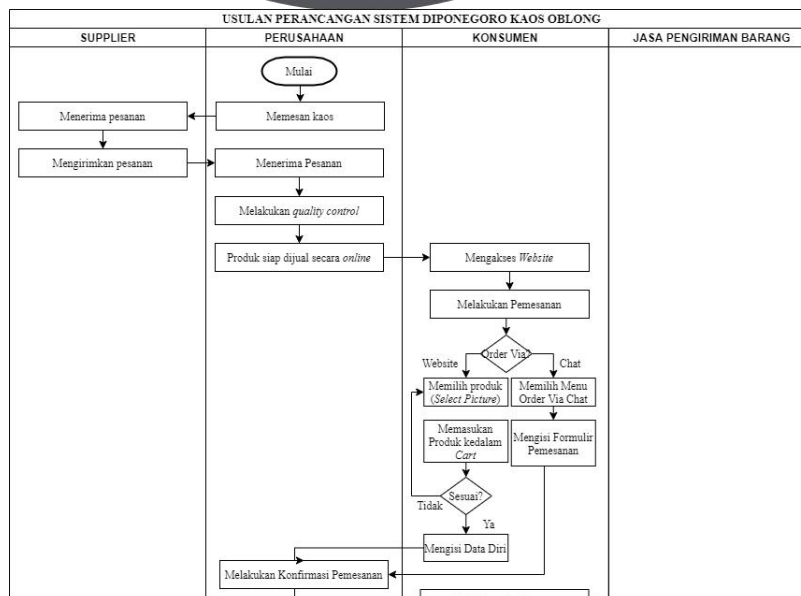 USULAN PERANCANGAN SISTEM DIPONEGORO KAOS OBLONG
SUPPLIER
PERUSAHAAN
KONSUMEN
JASA PENGIRIMAN BARANG
Mulai
Menerima pesanan
Memesan kaos
Mengirimkan pesanan
Menerima Pesanan
Melakukan quality control
Produk siap dijual secara online
Mengakses Website
Melakukan Pemesanan
Order Via?
Website
Chat
Memilih produk
(Select Picture)
Memilih Menu
Order Via Chat
Memasukan
Produk kedalam
Cart
Mengisi Formulir
Pemesanan
Sesuai?
Tidak
Ya
Mengisi Data Diri
Melakukan Konfirmasi Pemesanan